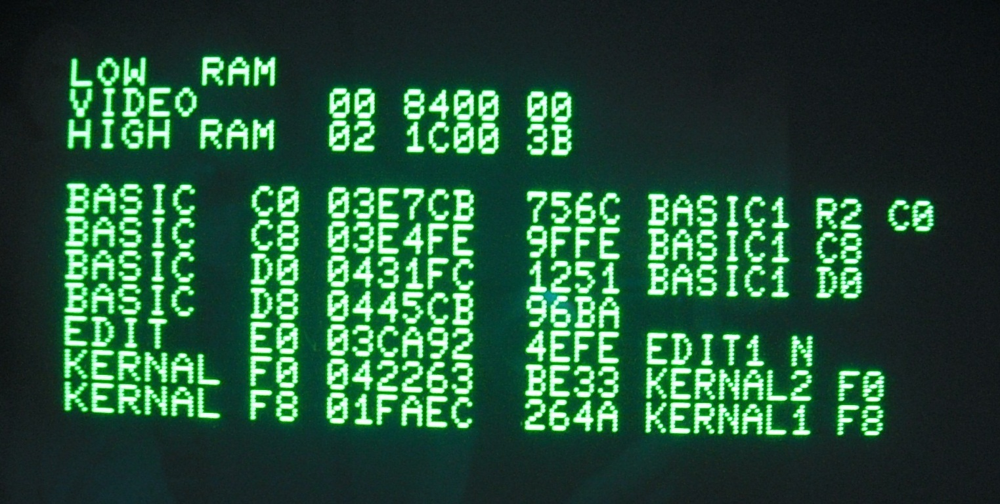 LOW  RAM
VIDEO 00 8400 00
HIGH RAM 02 1C00 3B
BASIC C0 03E7CB 756C BASIC1 R2 C0
BASIC C8 03E4FE 9FFE BASIC1 C8
BASIC D0 0431FC 1251 BASIC1 D0
BASIC D8 0445CB 96BA
EDIT E0 03CA92 4EFE EDIT1 N
KERNAL F0 042263 BE33 KERNAL2 F0
KERNAL F8 01FAEC 264A KERNAL1 F8